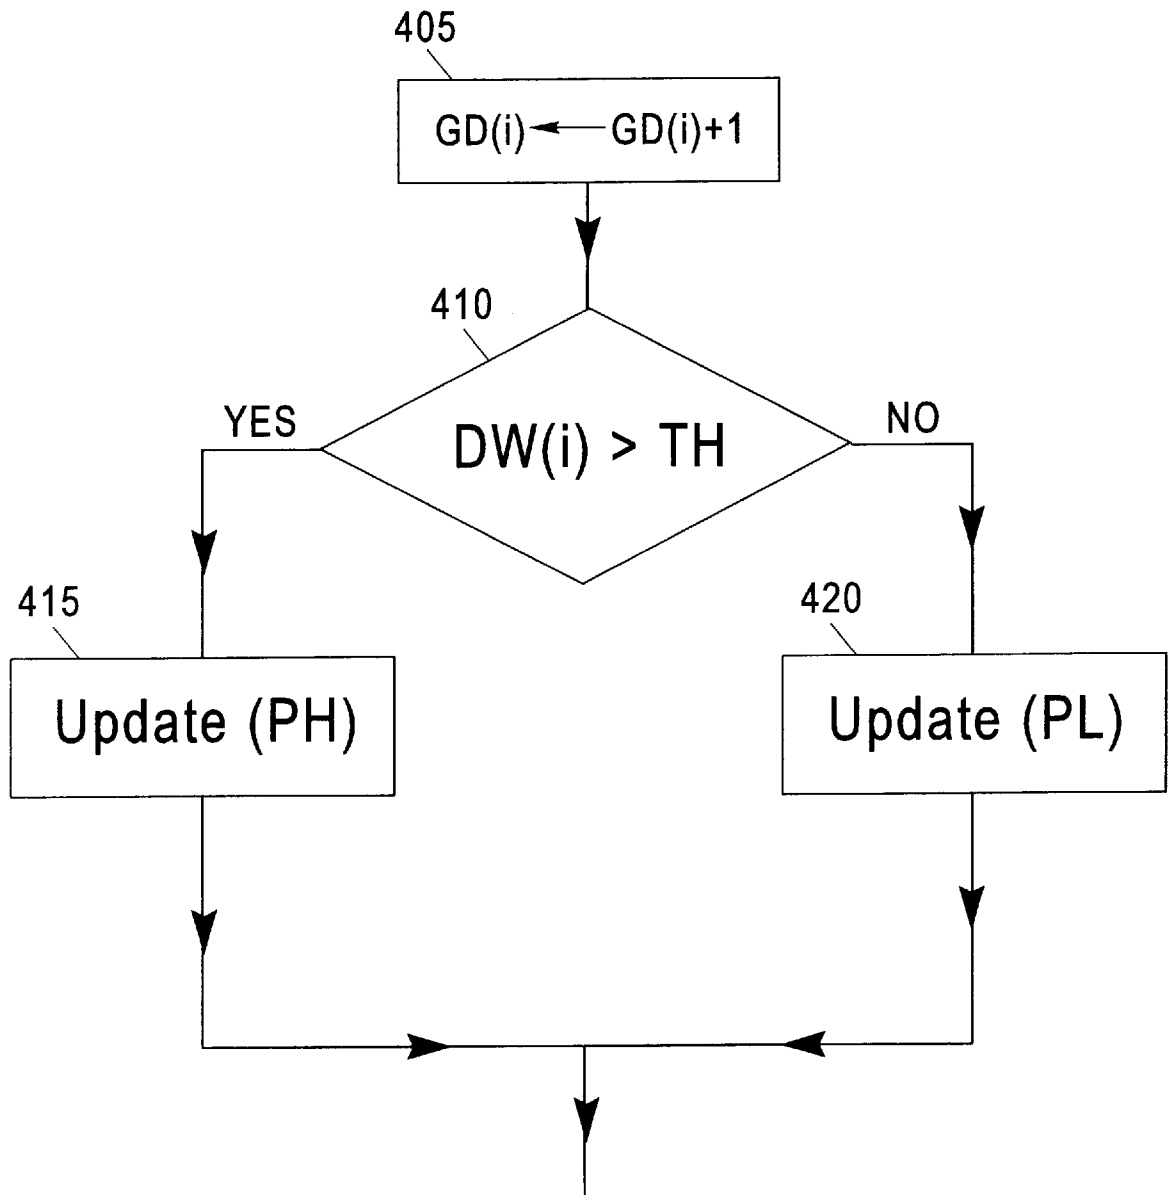 405
GD(i) ← GD(i)+1
410
YES
DW(i) > TH
NO
415
Update (PH)
420
Update (PL)